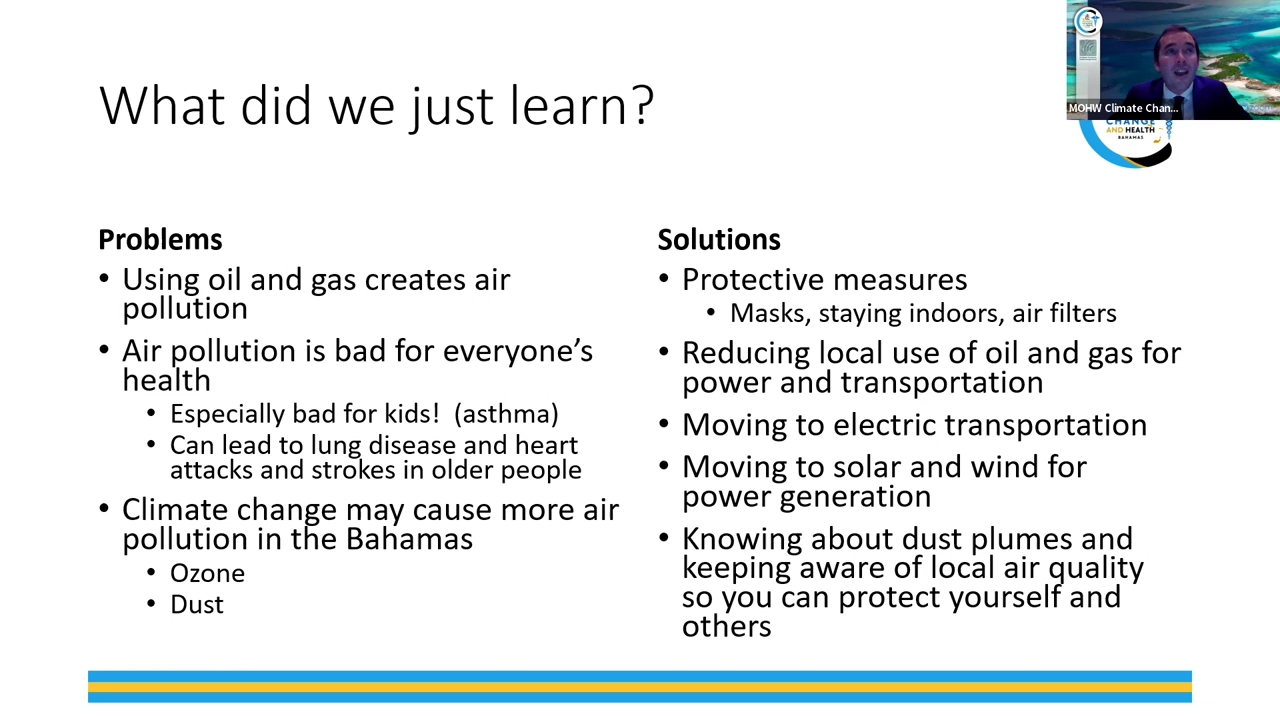 What did we just learn?
MOHW Climate Chan...
CHANGE
AND HEALTH
BAHAMAS
Problems
• Using oil and gas creates air
pollution
• Air pollution is bad for everyone’s
health
• Especially bad for kids!  (asthma)
• Can lead to lung disease and heart
attacks and strokes in older people
• Climate change may cause more air
pollution in the Bahamas
• Ozone
• Dust
Solutions
• Protective measures
• Masks, staying indoors, air filters
• Reducing local use of oil and gas for
power and transportation
• Moving to electric transportation
• Moving to solar and wind for
power generation
• Knowing about dust plumes and
keeping aware of local air quality
so you can protect yourself and
others